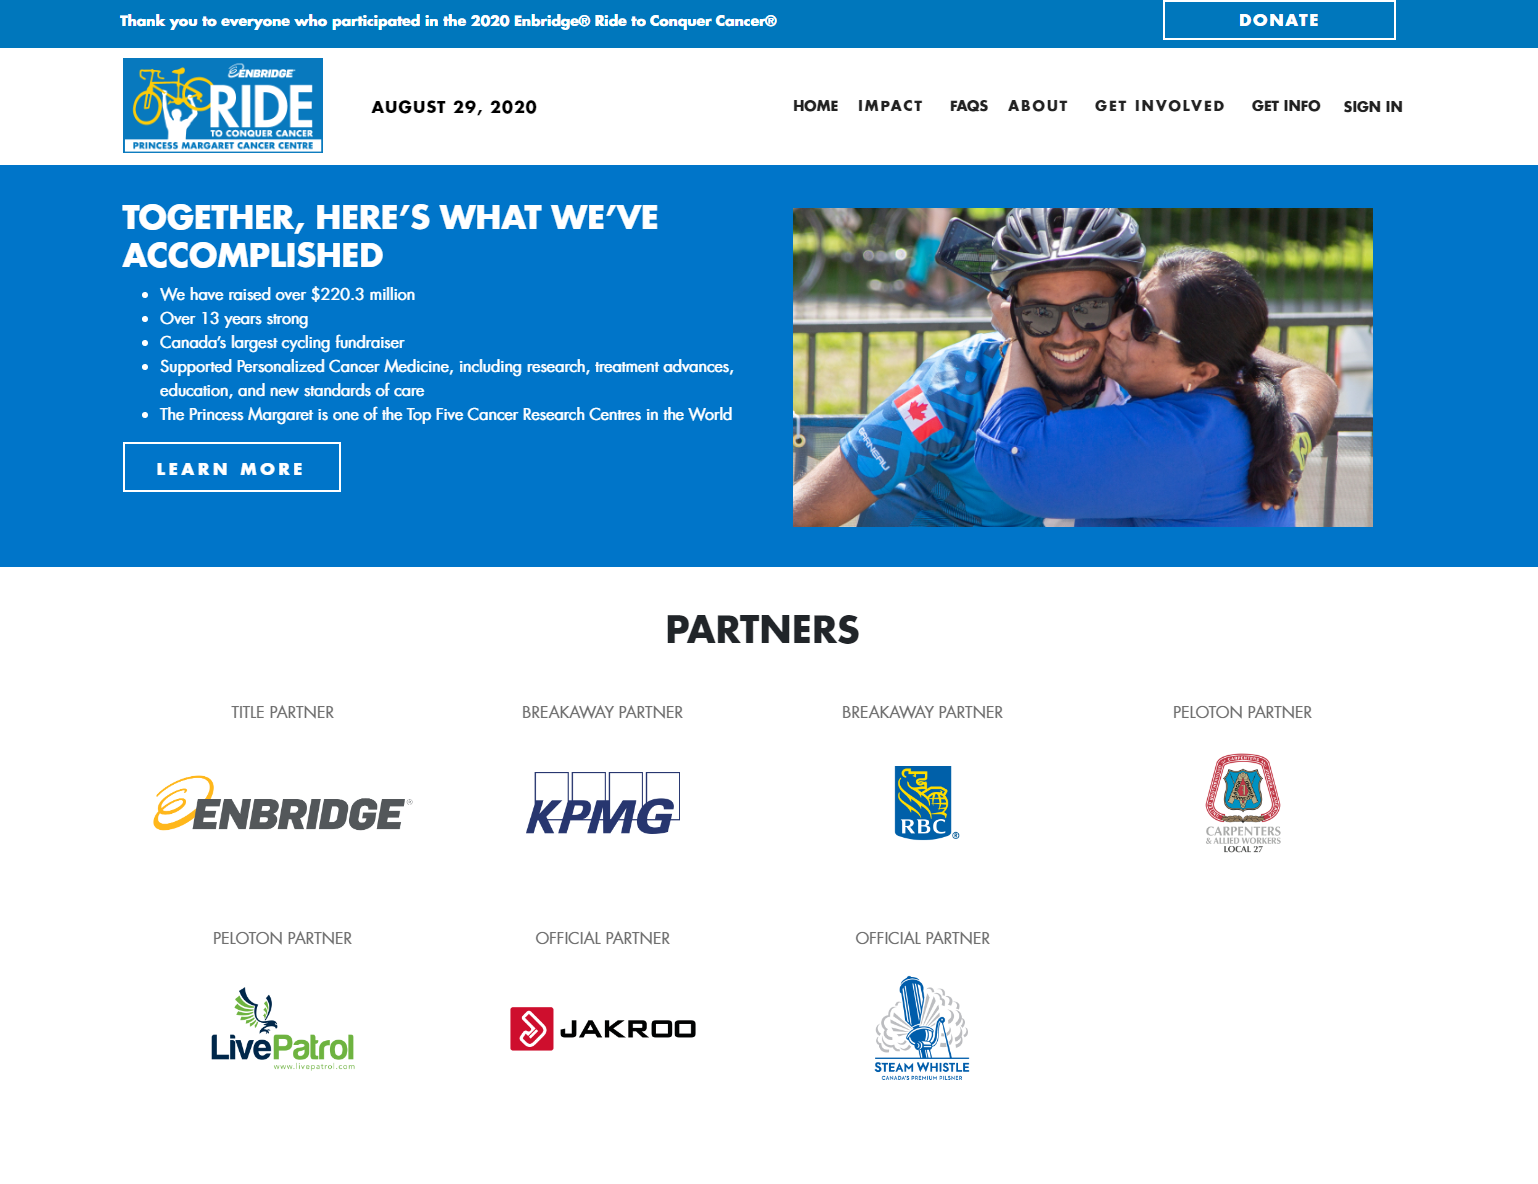 Thank you to everyone who participated in the 2020 Enbridge® Ride to Conquer Cancer®
DONATE
ENBRIDGE
RIDE
TO CONQUER CANCER
PRINCESS MARGARET CANCER CENTRE
AUGUST 29, 2020
HOME IMPACT FAQS ABOUT GET INVOLVED GET INFO SIGN IN
TOGETHER, HERE’S WHAT WE’VE
ACCOMPLISHED
• We have raised over $220.3 million
• Over 13 years strong
• Canada’s largest cycling fundraiser
• Supported Personalized Cancer Medicine, including research, treatment advances,
education, and new standards of care
• The Princess Margaret is one of the Top Five Cancer Research Centres in the World
LEARN MORE
GARNEAU
PARTNERS
TITLE PARTNER BREAKAWAY PARTNER BREAKAWAY PARTNER PELOTON PARTNER
ENBRIDGE®
KPMG
RBC®
CARPENTERS
& ALLIED WORKERS
LOCAL 27
PELOTON PARTNER OFFICIAL PARTNER OFFICIAL PARTNER
LivePatrol
www.livepatrol.com
JAKROO
STEAM WHISTLE
CANADA'S PREMIUM PILSNER